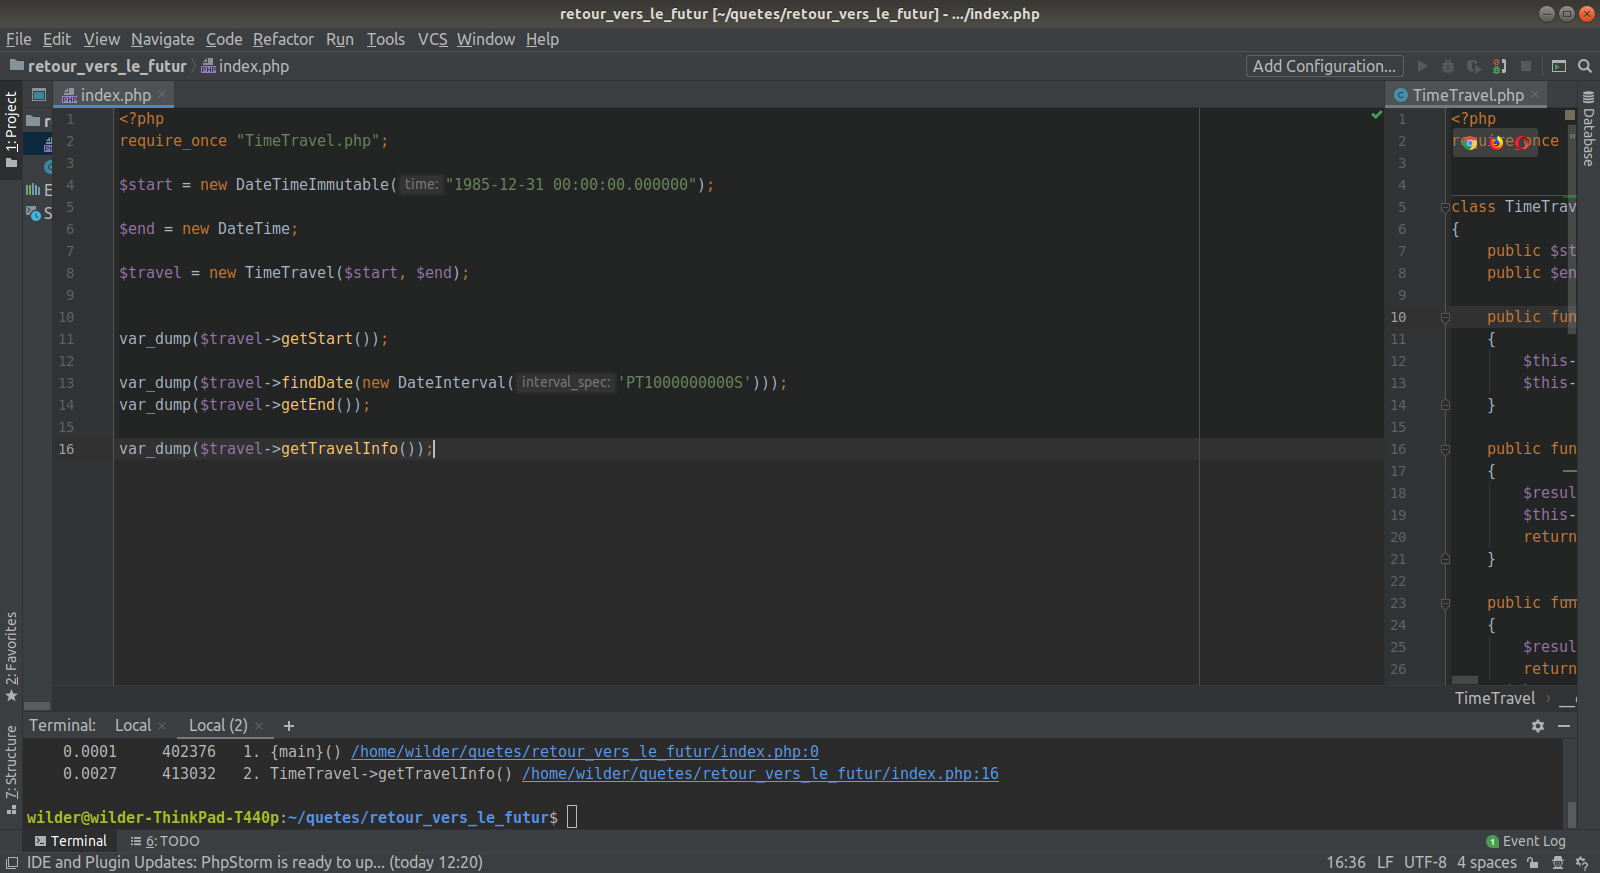 retour_vers_le_futur [~/quetes/retour_vers_le_futur] - .../index.php
File Edit View Navigate Code Refactor Run Tools VCS Window Help
retour_vers_le_futur index.php Add Configuration...
1: Project
index.php
TimeTravel.php
Database
1 <?php
2 require_once "TimeTravel.php";
3
4 $start = new DateTimeImmutable( time: "1985-12-31 00:00:00.000000");
5
6 $end = new DateTime;
7
8 $travel = new TimeTravel($start, $end);
9
10
11 var_dump($travel->getStart());
12
13 var_dump($travel->findDate(new DateInterval( interval_spec: 'PT1000000000S')));
14 var_dump($travel->getEnd());
15
16 var_dump($travel->getTravelInfo());
1 <?php
2 require_once "
3
4
5 class TimeTrav
6 {
7 public $st
8 public $en
9
10 public fun
11 {
12 $this-
13 $this-
14 }
15
16 public fun
17 {
18 $resul
19 $this-
20 return
21 }
22
23 public fun
24 {
25 $resul
26 return
TimeTravel
2: Favorites
7: Structure
Terminal: Local Local (2) +
0.0001 402376 1. {main}() /home/wilder/quetes/retour_vers_le_futur/index.php:0
0.0027 413032 2. TimeTravel->getTravelInfo() /home/wilder/quetes/retour_vers_le_futur/index.php:16
wilder@wilder-ThinkPad-T440p:~/quetes/retour_vers_le_futur$
Terminal 6: TODO 1 Event Log
IDE and Plugin Updates: PhpStorm is ready to up... (today 12:20) 16:36 LF UTF-8 4 spaces